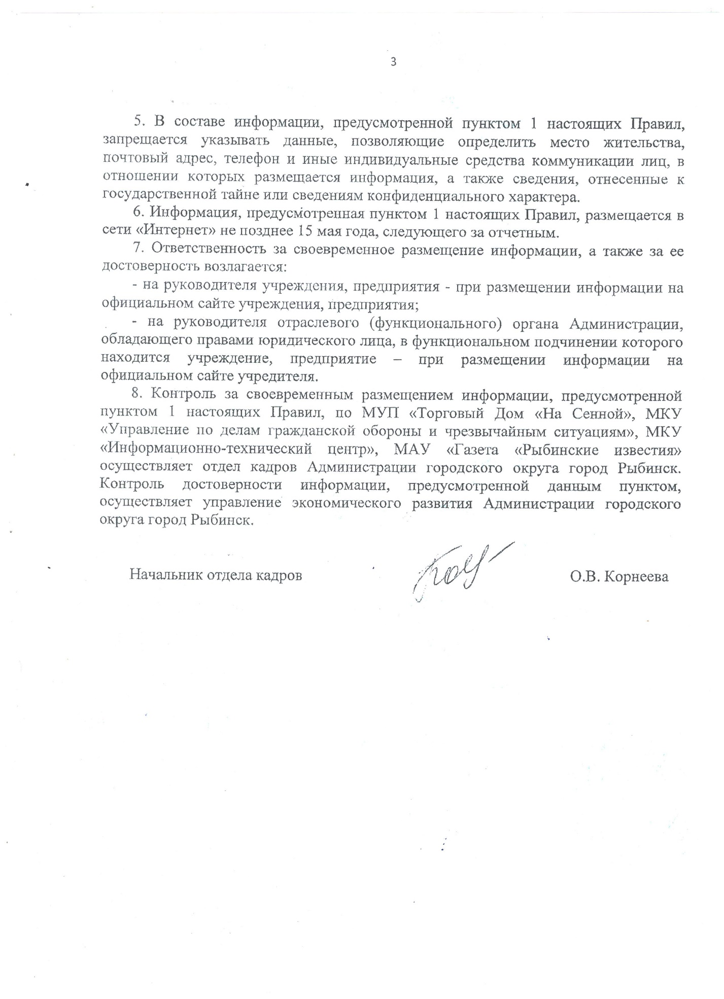 3
5. В составе информации, предусмотренной пунктом 1 настоящих Правил,
запрещается указывать данные, позволяющие определить место жительства,
почтовый адрес, телефон и иные индивидуальные средства коммуникации лиц, в
отношении которых размещается информация, а также сведения, отнесенные к
государственной тайне или сведениям конфиденциального характера.
6. Информация, предусмотренная пунктом 1 настоящих Правил, размещается в
сети «Интернет» не позднее 15 мая года, следующего за отчетным.
7. Ответственность за своевременное размещение информации, а также за ее
достоверность возлагается:
- на руководителя учреждения, предприятия - при размещении информации на
официальном сайте учреждения, предприятия;
- на руководителя отраслевого (функционального) органа Администрации,
обладающего правами юридического лица, в функциональном подчинении которого
находится учреждение, предприятие – при размещении информации на
официальном сайте учредителя.
8. Контроль за своевременным размещением информации, предусмотренной
пунктом 1 настоящих Правил, по МУП «Торговый Дом «На Сенной», МКУ
«Управление по делам гражданской обороны и чрезвычайным ситуациям», МКУ
«Информационно-технический центр», МАУ «Газета «Рыбинские известия»
осуществляет отдел кадров Администрации городского округа город Рыбинск.
Контроль достоверности информации, предусмотренной данным пунктом,
осуществляет управление экономического развития Администрации городского
округа город Рыбинск.
Начальник отдела кадров О.В. Корнеева